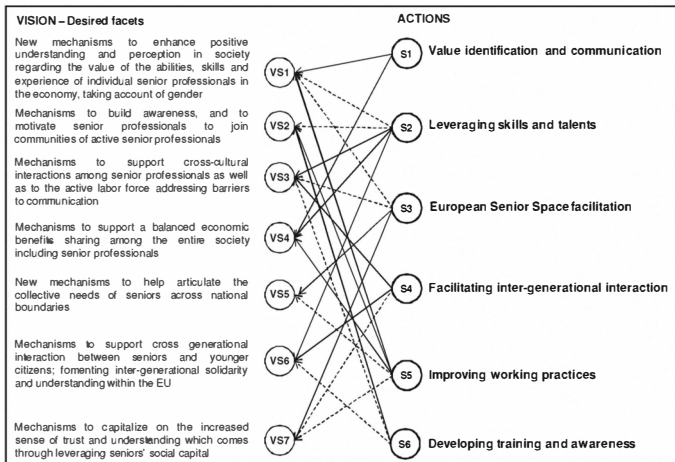 VISION – Desired facets
ACTIONS
New mechanisms to enhance positive
understanding and perception in society
regarding the value of the abilities, skills and
experience of individual senior professionals
in the economy, taking account of gender
VS1
S1
Value identification and communication
Mechanisms to build awareness, and to
motivate senior professionals to join
communities of active senior professionals
VS2
S2
Leveraging skills and talents
Mechanisms to support cross-cultural
interactions among senior professionals as well
as to the active labor force addressing barriers
to communication
VS3
S3
European Senior Space facilitation
Mechanisms to support a balanced economic
benefits sharing among the entire society
including senior professionals
VS4
S4
Facilitating inter-generational interaction
New mechanisms to help articulate the
collective needs of seniors across national
boundaries
VS5
S5
Improving working practices
Mechanisms to support cross generational
interaction between seniors and younger
citizens; fomenting inter-generational solidarity
and understanding within the EU
VS6
S6
Developing training and awareness
Mechanisms to capitalize on the increased
sense of trust and understanding which comes
through leveraging seniors' social capital
VS7